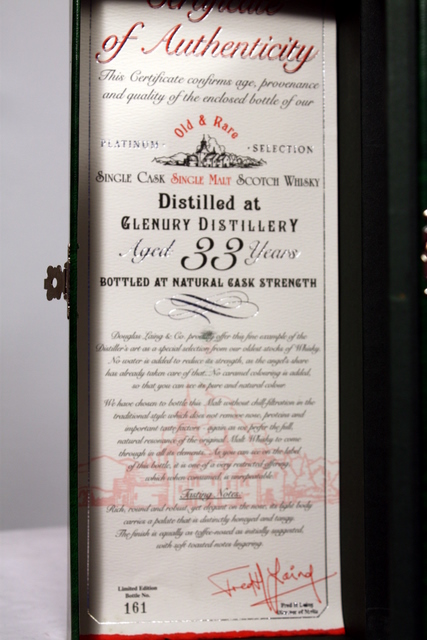 Certificate
of Authenticity
This Certificate confirms age, provenance
and quality of the enclosed bottle of our
Old & Rare
PLATINUM · · SELECTION
SINGLE CASK SINGLE MALT SCOTCH WHISKY
Distilled at
GLENURY DISTILLERY
Aged 33 Years
BOTTLED AT NATURAL CASK STRENGTH
Douglas Laing & Co. proudly offer this fine example of the
Distiller's art as a special selection from our oldest stocks of Whisky.
No water is added to reduce its strength, as the angel's share
has already taken care of that. No caramel colouring is added,
so that you can see its pure and natural colour
We have chosen to bottle this Malt without chill filtration in the
traditional style which does not remove nose, proteins and
important taste factors - again as we prefer the full,
natural resonance of the original Malt Whisky to come
through in all its elements. As you can see on the label
of this bottle, it is one of a very restricted offering,
which when consumed is unrepeatable!
Tasting Notes
Rich, round and robust, yet elegant on the nose, its light body
carries a palate that is distinctly honeyed and tangy.
The finish is equally as toffee-nosed as initially suggested,
with soft toasted notes lingering.
Limited Edition
Bottle No.
161
Fred H Laing
Fred H Laing